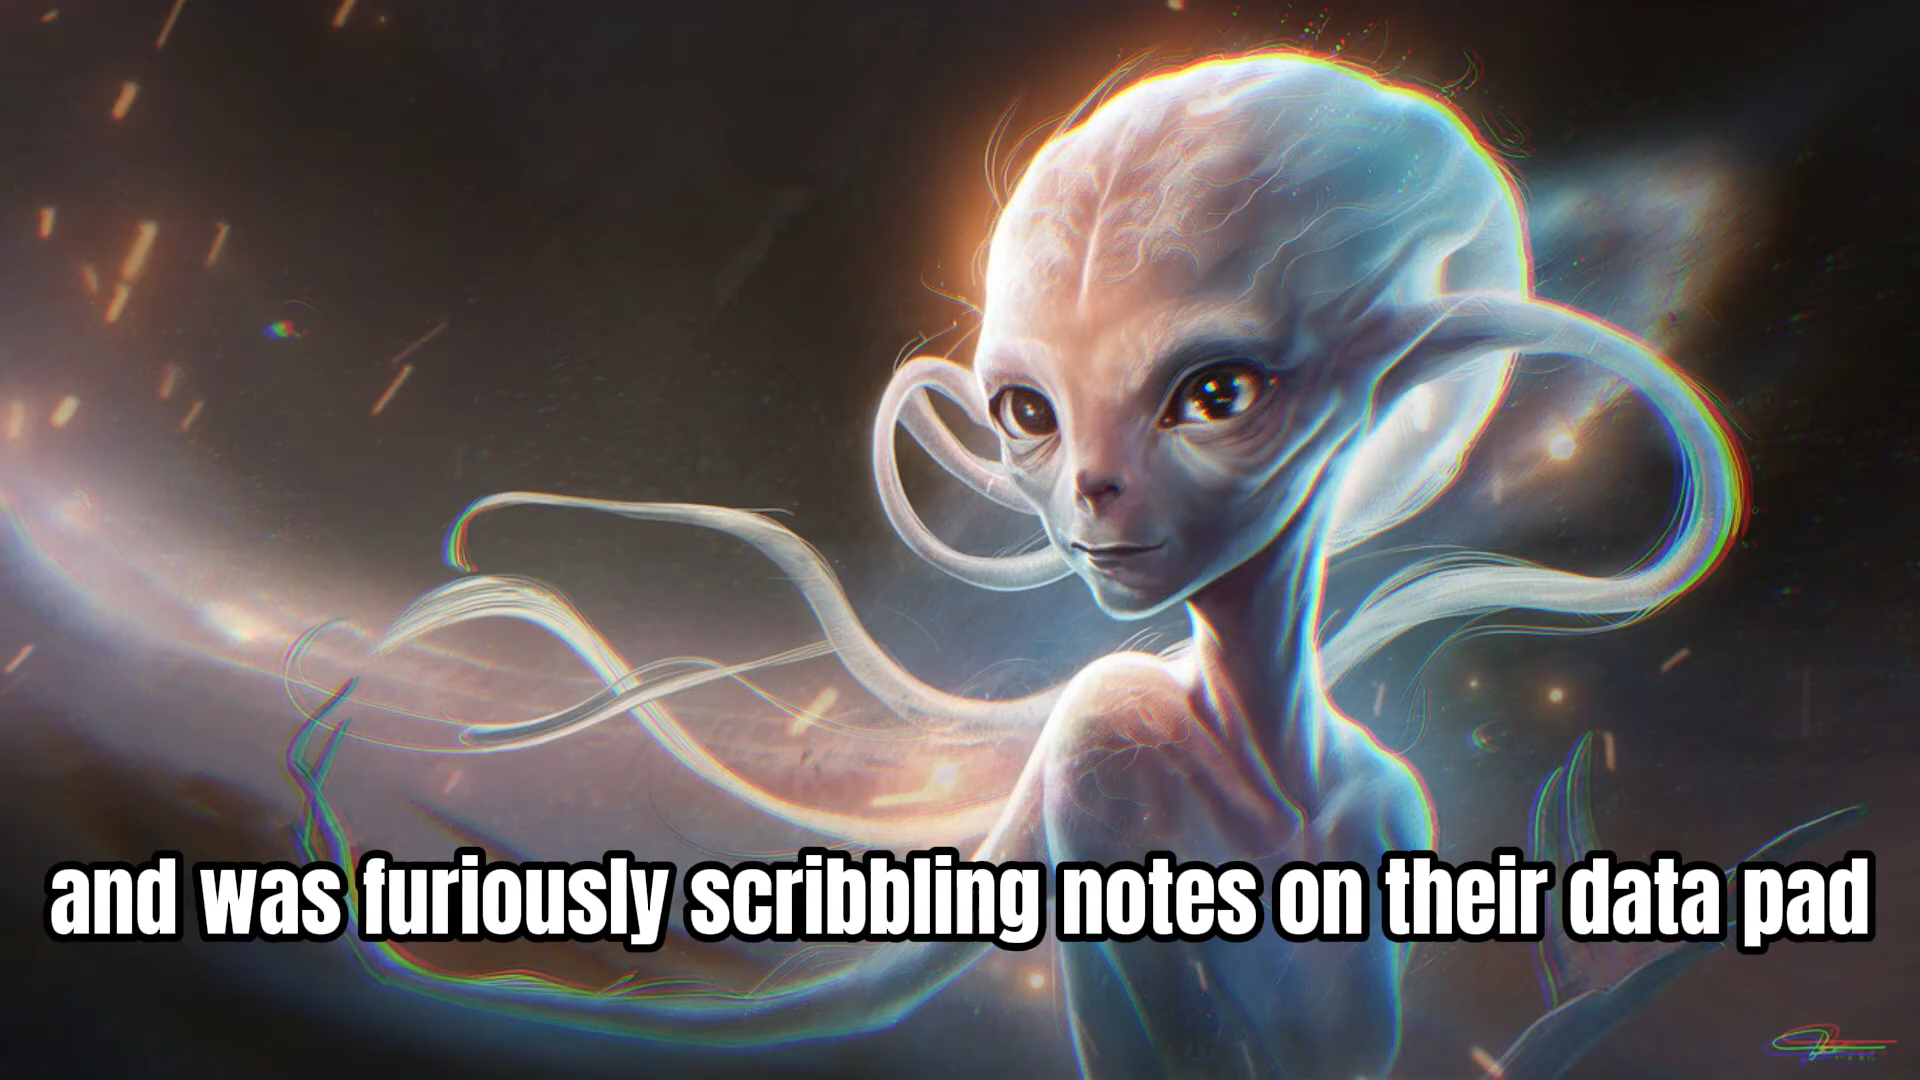 and was furiously scribbling notes on their data pad